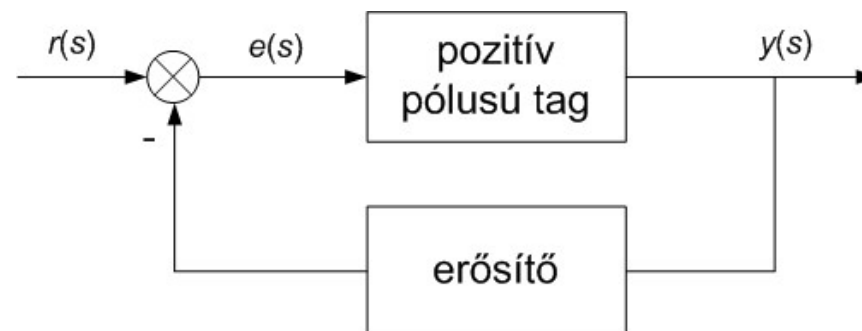 r(s)
e(s)
pozitív
pólusú tag
y(s)
-
erősítő